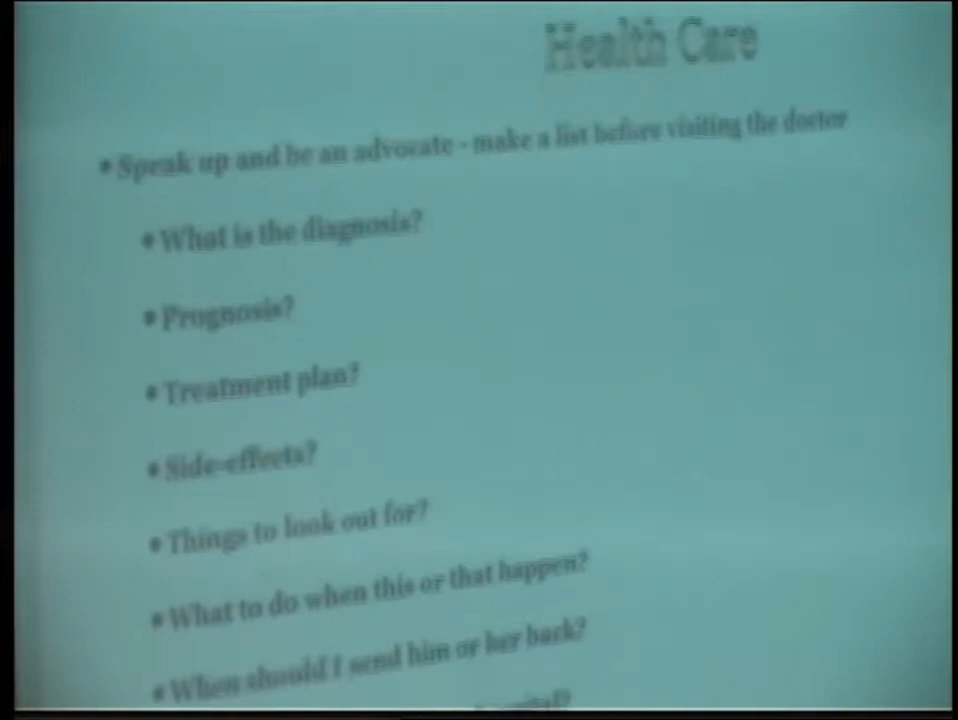 Health Care
• Speak up and be an advocate - make a list before visiting the doctor
• What is the diagnosis?
• Prognosis?
• Treatment plan?
• Side-effects?
• Things to look out for?
• What to do when this or that happen?
• When should I send him or her back?